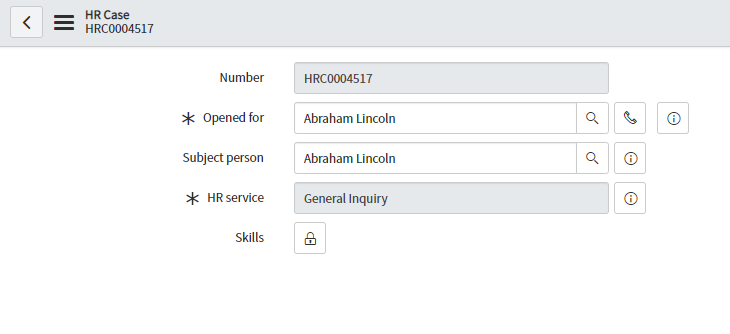 HR Case
HRC0004517
Number HRC0004517
Opened for Abraham Lincoln
Subject person Abraham Lincoln
HR service General Inquiry
Skills